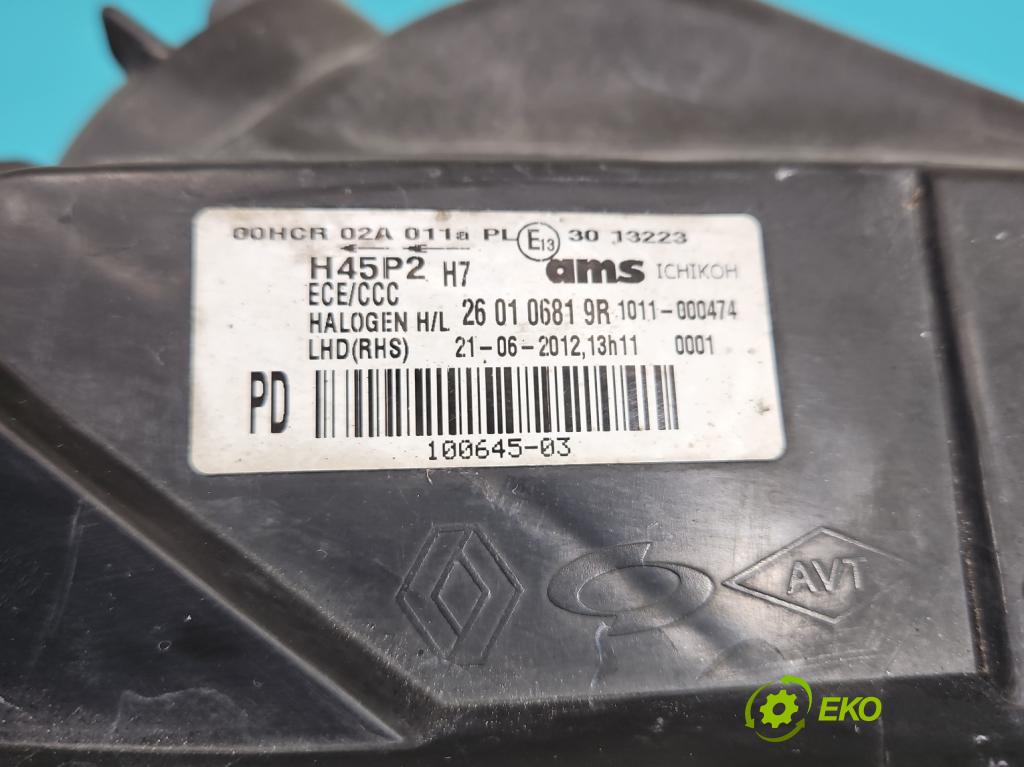 00HCR 02A 011a PL E13 30 13223
H45P2 H7 ams ICHIKOH
ECE/CCC
HALOGEN H/L 26 01 0681 9R 1011-000474
LHD(RHS) 21-06-2012,13h11 0001
PD
100645-03
AVT
EKO